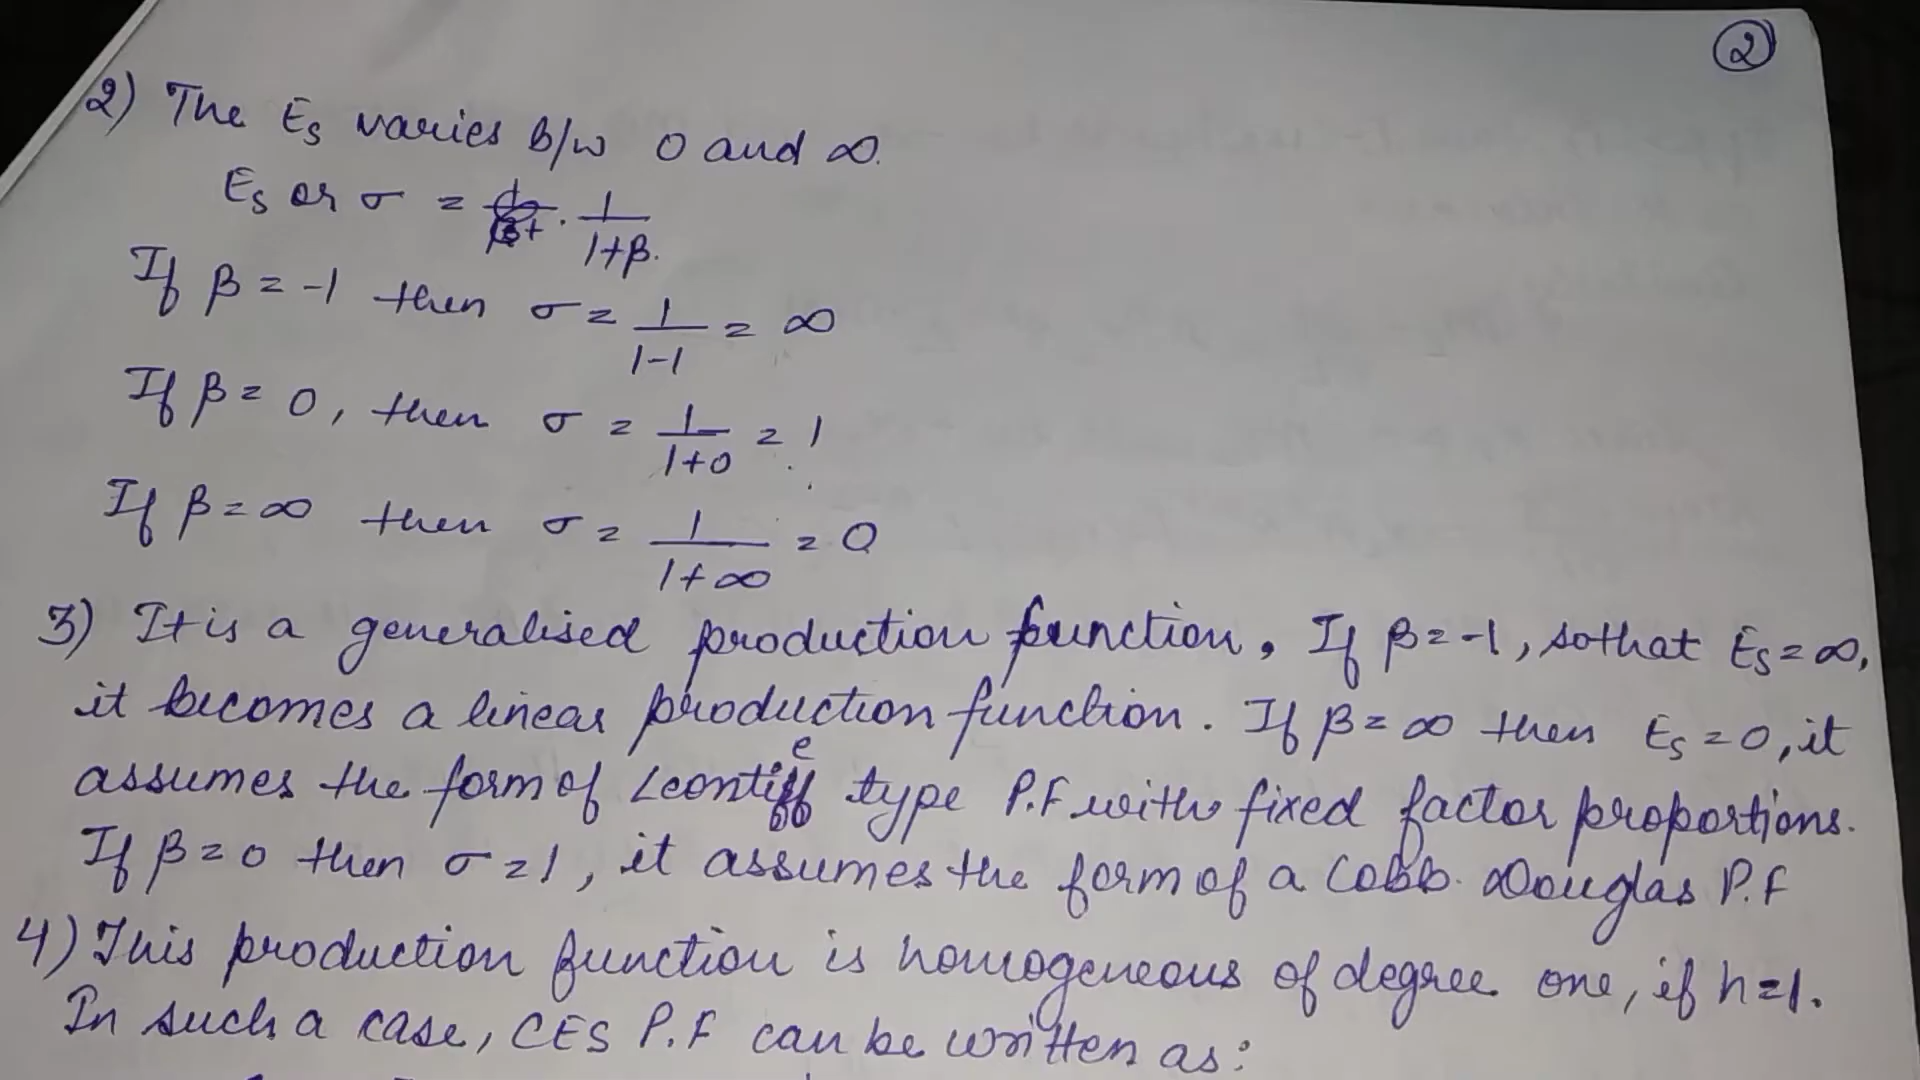 2
2) The Es varies b/w 0 and ∞.
Es or σ = . 1/1+β.
If β = -1 then σ = 1/1-1 = ∞
If β = 0, then σ = 1/1+0 = 1
If β = ∞ then σ = 1/1+∞ = 0
3) It is a generalised production function, If β = -1, so that Es = ∞,
it becomes a linear production function. If β = ∞ then Es = 0, it
assumes the form of type P.F with fixed factor proportions.
If β = 0 then σ = 1, it assumes the form of a Cobb. Douglas P.F
4) This production function is homogeneous of degree one, if n = 1.
In such a case, CES P.F can be written as: